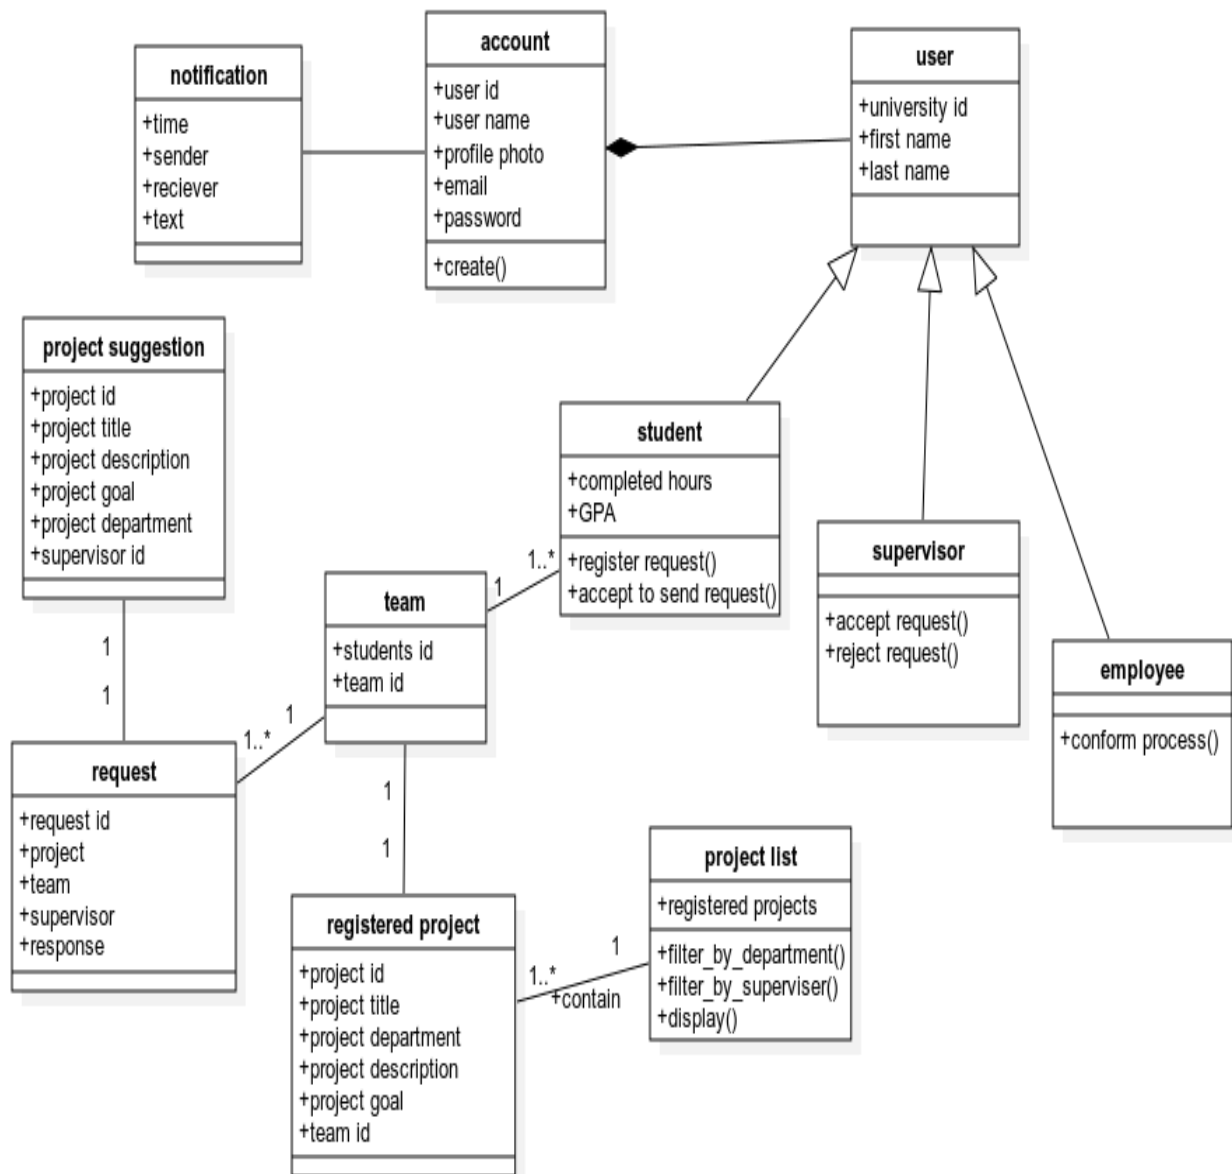 notification
+time
+sender
+reciever
+text
account
+user id
+user name
+profile photo
+email
+password
+create()
user
+university id
+first name
+last name
project suggestion
+project id
+project title
+project description
+project goal
+project department
+supervisor id
student
+completed hours
+GPA
+register request()
+accept to send request()
supervisor
+accept request()
+reject request()
employee
+conform process()
1..*
1
team
+students id
+team id
1
1
1
1..*
request
+request id
+project
+team
+supervisor
+response
1
1
registered project
+project id
+project title
+project department
+project description
+project goal
+team id
1
1..*
+contain
project list
+registered projects
+filter_by_department()
+filter_by_superviser()
+display()